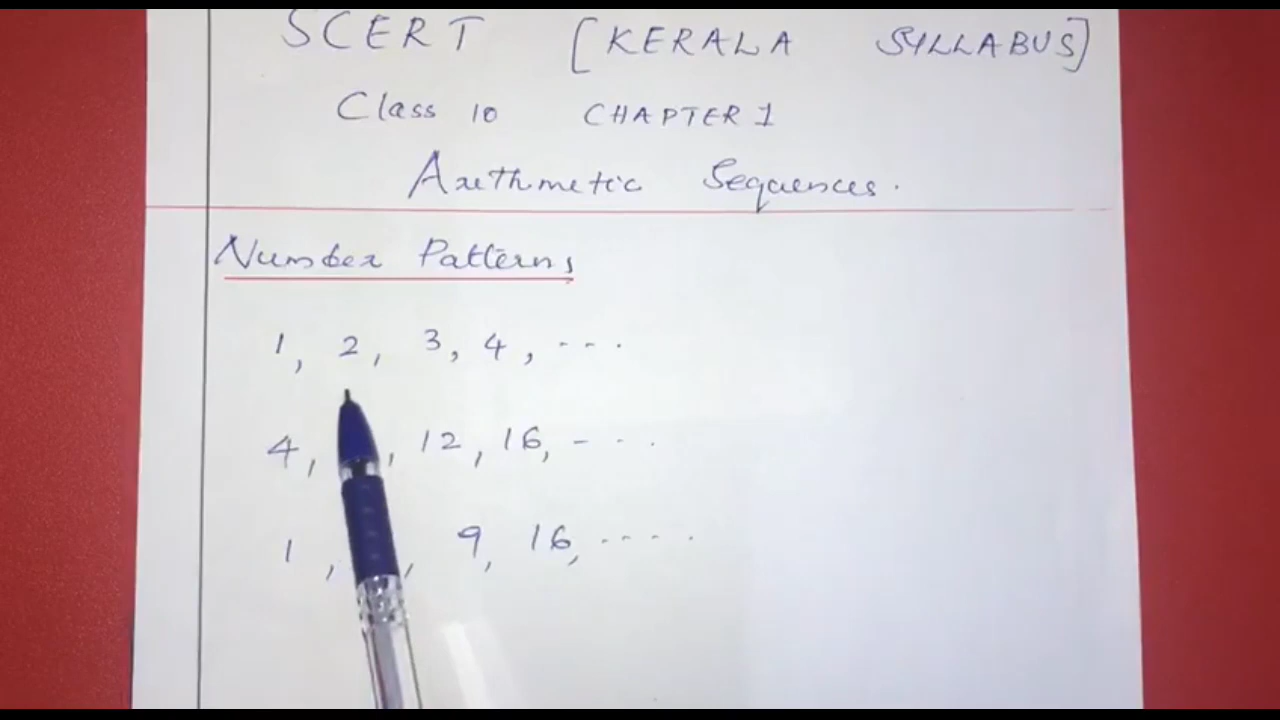 SCERT [KERALA SYLLABUS]
Class 10 CHAPTER 1
Arithmetic Sequences.
Number Patterns
1, 2, 3, 4, ---.
4, , 12, 16, - - .
1, , 9, 16, ....